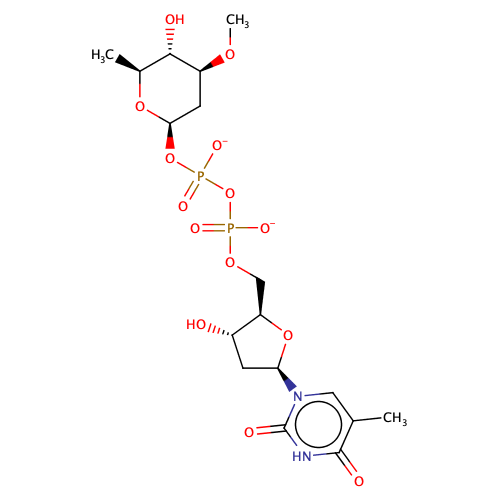 OH CH₃
H₃C O
O
O O⁻
P O
O
O P O⁻
O
HO O
N
CH₃
O HN O